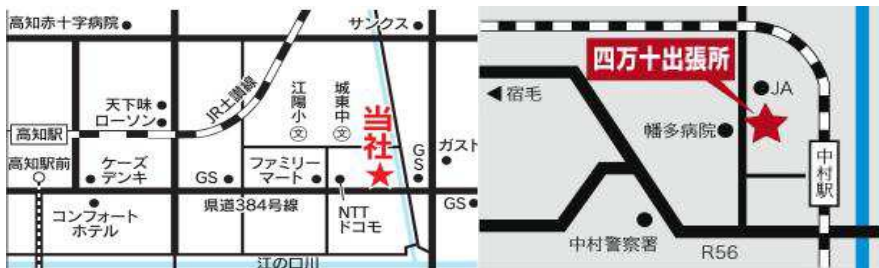 高知赤十字病院
サンクス
JR土讃線
江陽小
城東中
文
文
天下味
ローソン
当社
高知駅
高知駅前
ケーズ
デンキ
GS
ファミリー
マート
GS
ガスト
県道384号線
NTT
ドコモ
GS
コンフォート
ホテル
江の口川
四万十出張所
JA
宿毛
幡多病院
中村駅
中村警察署
R56